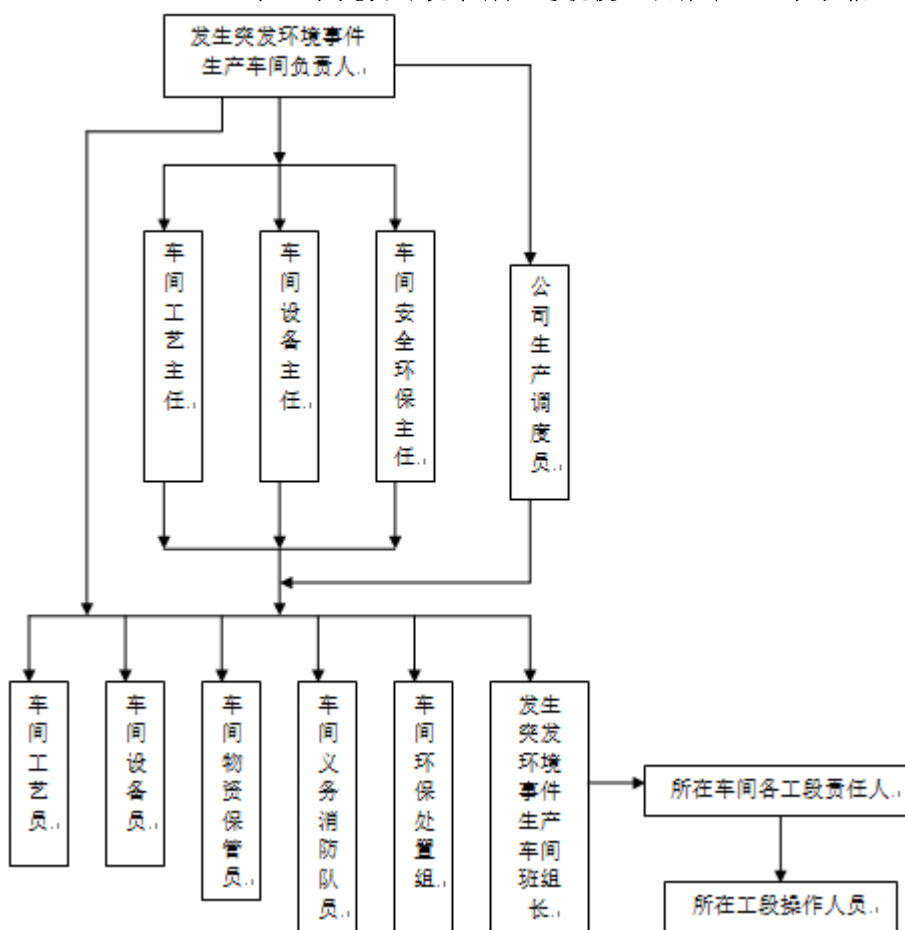 发生突发环境事件
生产车间负责人
车间工艺主任
车间设备主任
车间安全环保主任
公司生产调度员
车间工艺员
车间设备员
车间物资保管员
车间义务消防队员
车间环保处置组
发生
突发
环境
事件
生产
车间
班组
长
所在车间各工段责任人
所在工段操作人员